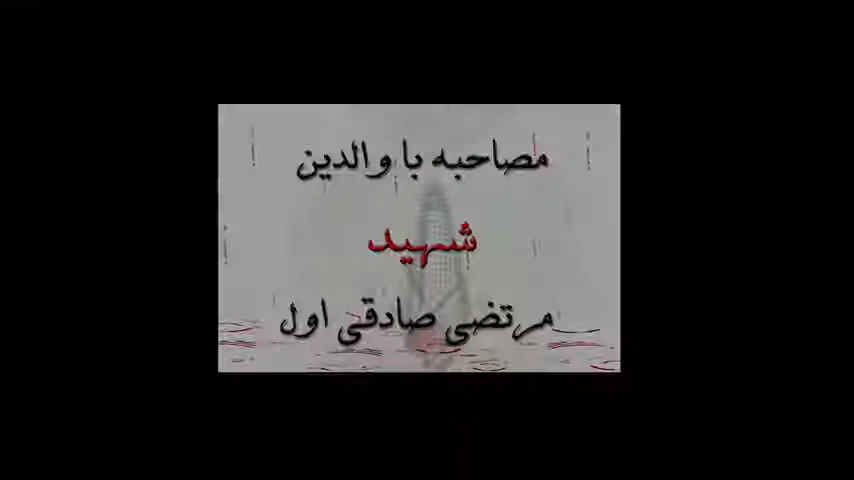 مصاحبه با والدین
شهید
مرتضی صادقی اول